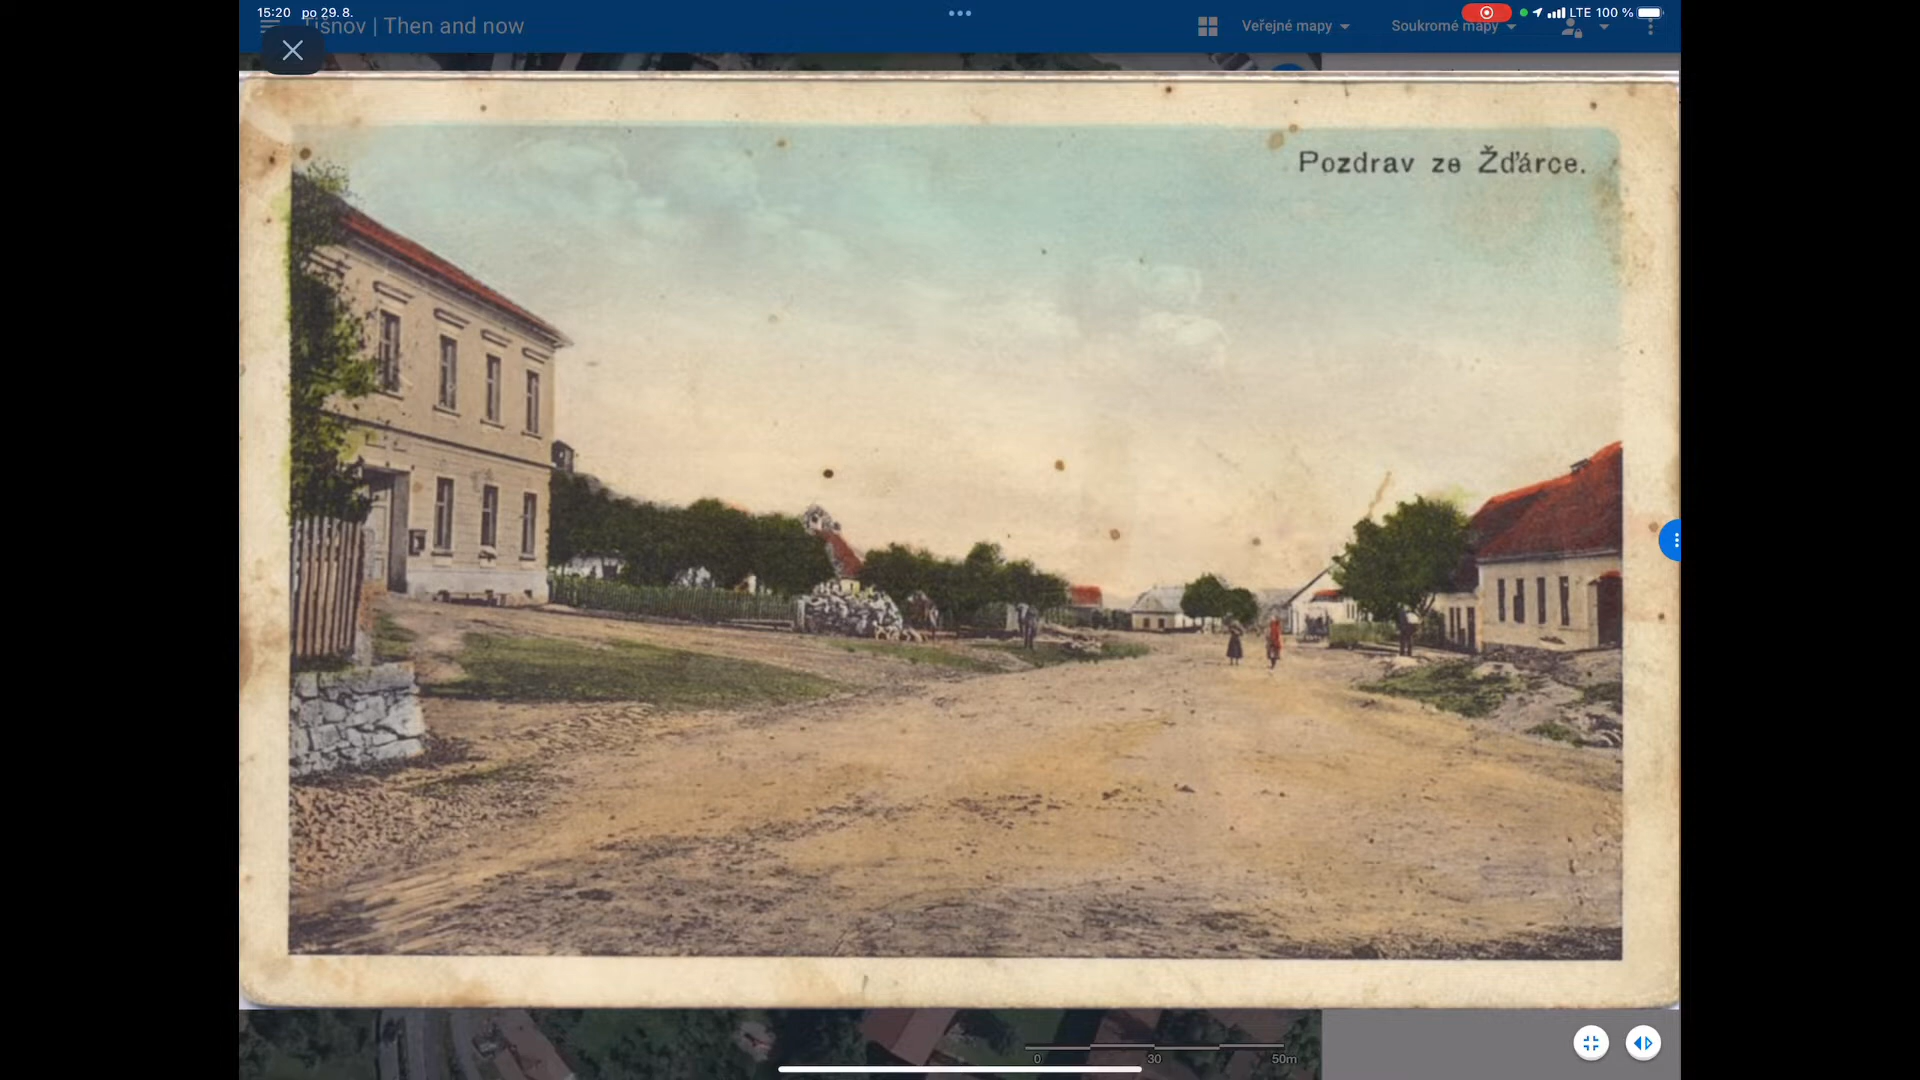 15:20 po 29. 8.
LTE 100 %
Tišnov | Then and now
Veřejné mapy
Soukromé mapy
Pozdrav ze Žďárce.
0 30 50m